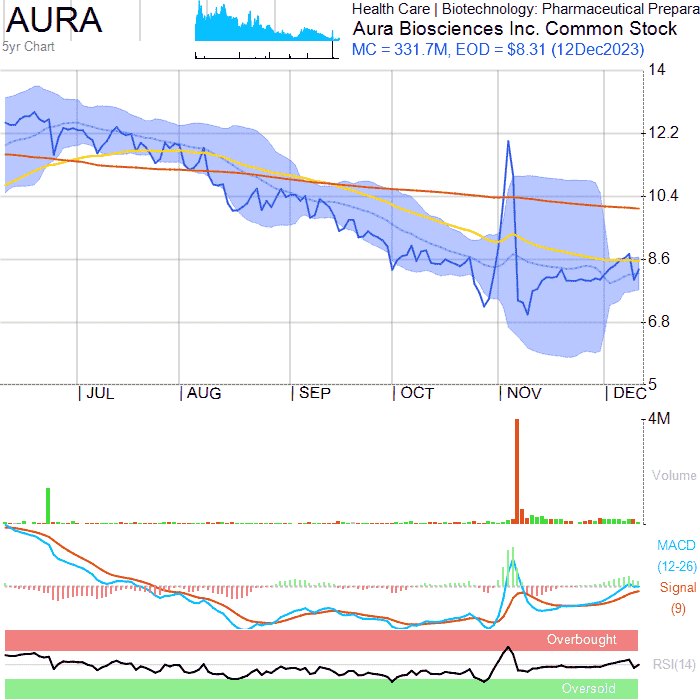 AURA
5yr Chart
Health Care | Biotechnology: Pharmaceutical Prepara
Aura Biosciences Inc. Common Stock
MC = 331.7M, EOD = $8.31 (12Dec2023)
14
12.2
10.4
8.6
6.8
5
| JUL | AUG | SEP | OCT | NOV | DEC
4M
Volume
MACD
(12-26)
Signal
(9)
Overbought
RSI(14)
Oversold